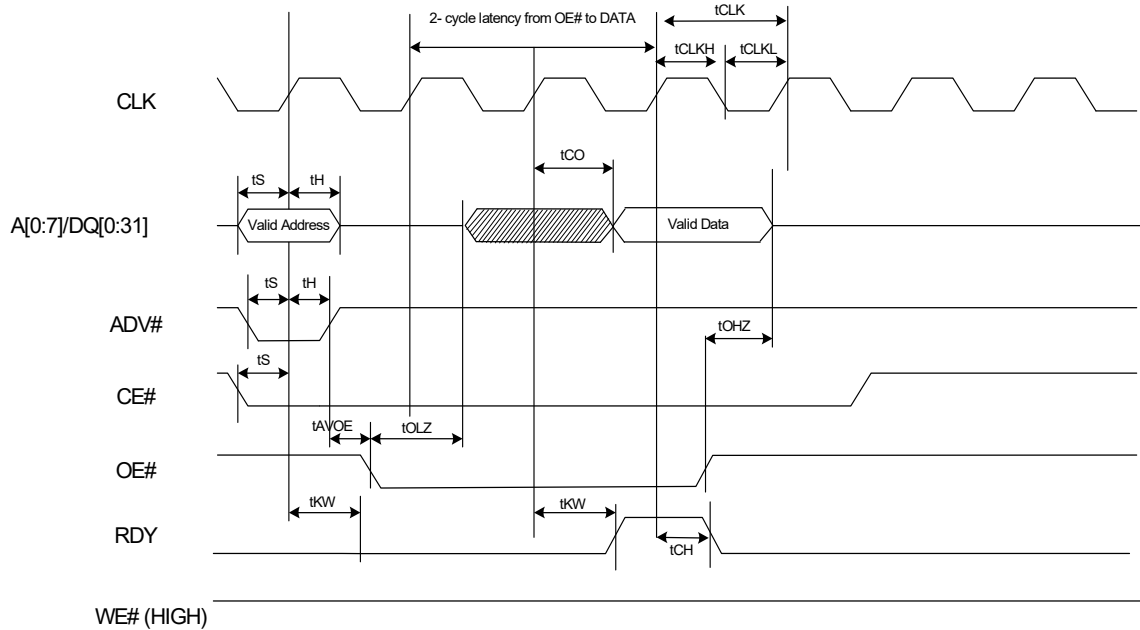 2- cycle latency from OE# to DATA
tCLK
tCLKH
tCLKL
CLK
tCO
tS
tH
A[0:7]/DQ[0:31]
Valid Address
Valid Data
tS
tH
ADV#
tOHZ
tS
CE#
tAVOE
tOLZ
OE#
tKW
tKW
RDY
tCH
WE# (HIGH)